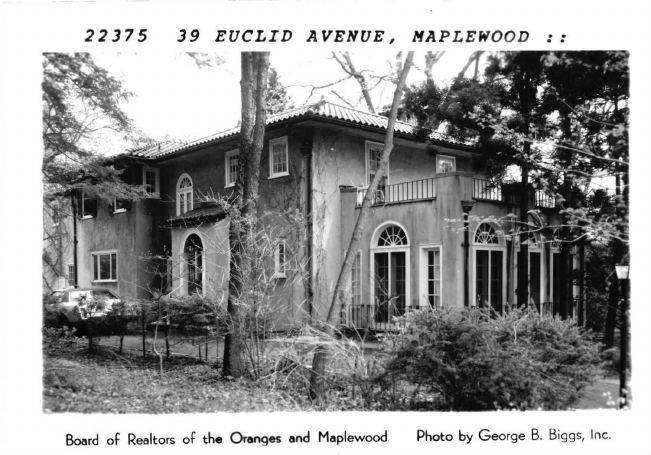 22375 39 EUCLID AVENUE, MAPLEWOOD ::
Board of Realtors of the Oranges and Maplewood Photo by George B. Biggs, Inc.